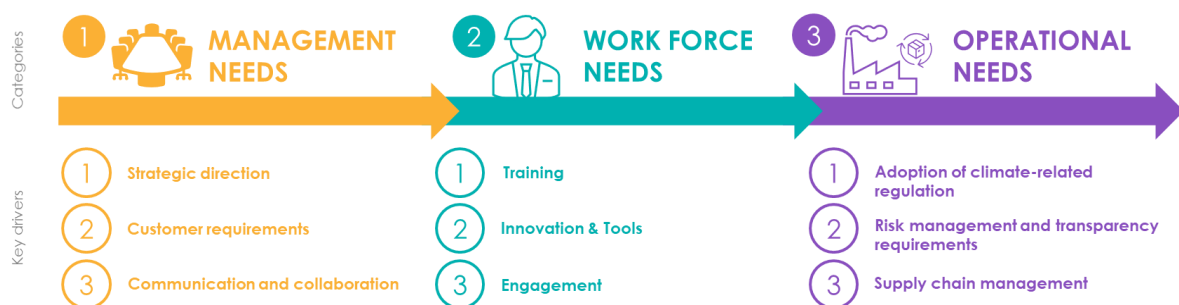 Categories
1
MANAGEMENT
NEEDS
2
WORK FORCE
NEEDS
3
OPERATIONAL
NEEDS
Key drivers
1 Strategic direction
2 Customer requirements
3 Communication and collaboration
1 Training
2 Innovation & Tools
3 Engagement
1 Adoption of climate-related
regulation
2 Risk management and transparency
requirements
3 Supply chain management